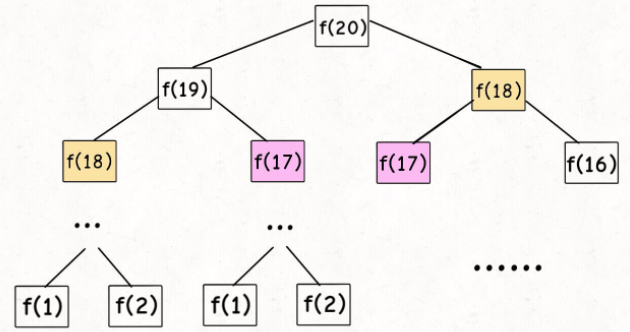 f(20)
f(19) f(18)
f(18) f(17) f(17) f(16)
... ... ......
f(1) f(2) f(1) f(2)